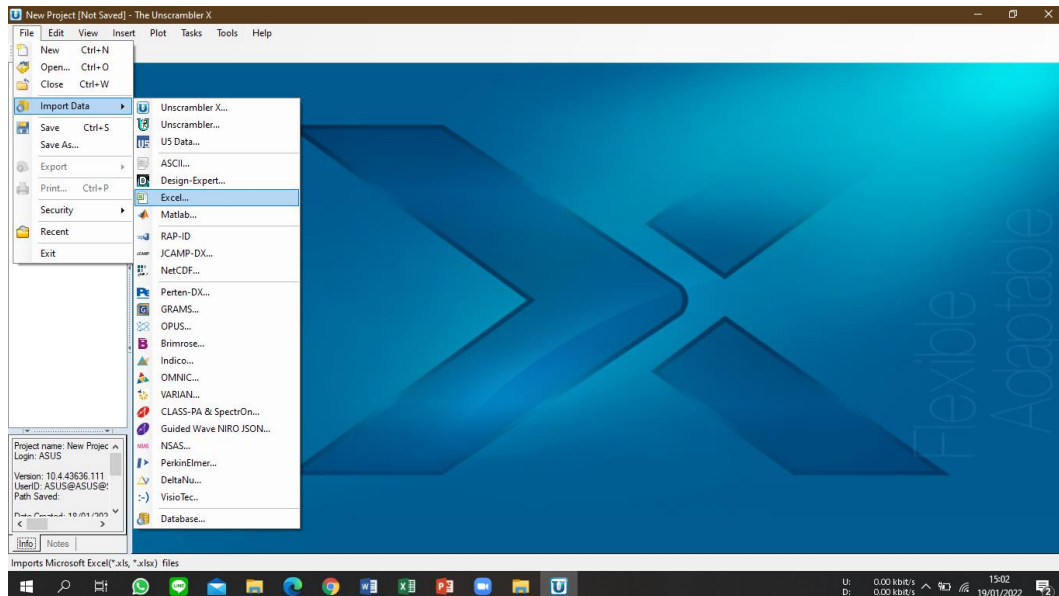 New Project [Not Saved] - The Unscrambler X
File Edit View Insert Plot Tasks Tools Help
New Ctrl+N
Open... Ctrl+O
Close Ctrl+W
Import Data
Save Ctrl+S
Save As...
Export
Print... Ctrl+P
Security
Recent
Exit
Unscrambler X...
Unscrambler...
U5 Data...
ASCII...
Design-Expert...
Excel...
Matlab...
RAP-ID
JCAMP-DX...
NetCDF...
Perten-DX...
GRAMS...
OPUS...
Brimrose...
Indico...
OMNIC...
VARIAN...
CLASS-PA & SpectrOn...
Guided Wave NIRO JSON...
NSAS...
PerkinElmer...
DeltaNu...
VisioTec..
Database...
Flexible
Adaptable
Project name: New Projec
Login: ASUS
Version: 10.4.43636.111
UserID: ASUS@ASUS@
Path Saved:
Date Created: 18/01/202
Info Notes
Imports Microsoft Excel(*.xls, *.xlsx) files
U: 0.00 kbit/s
D: 0.00 kbit/s
15:02
19/01/2022